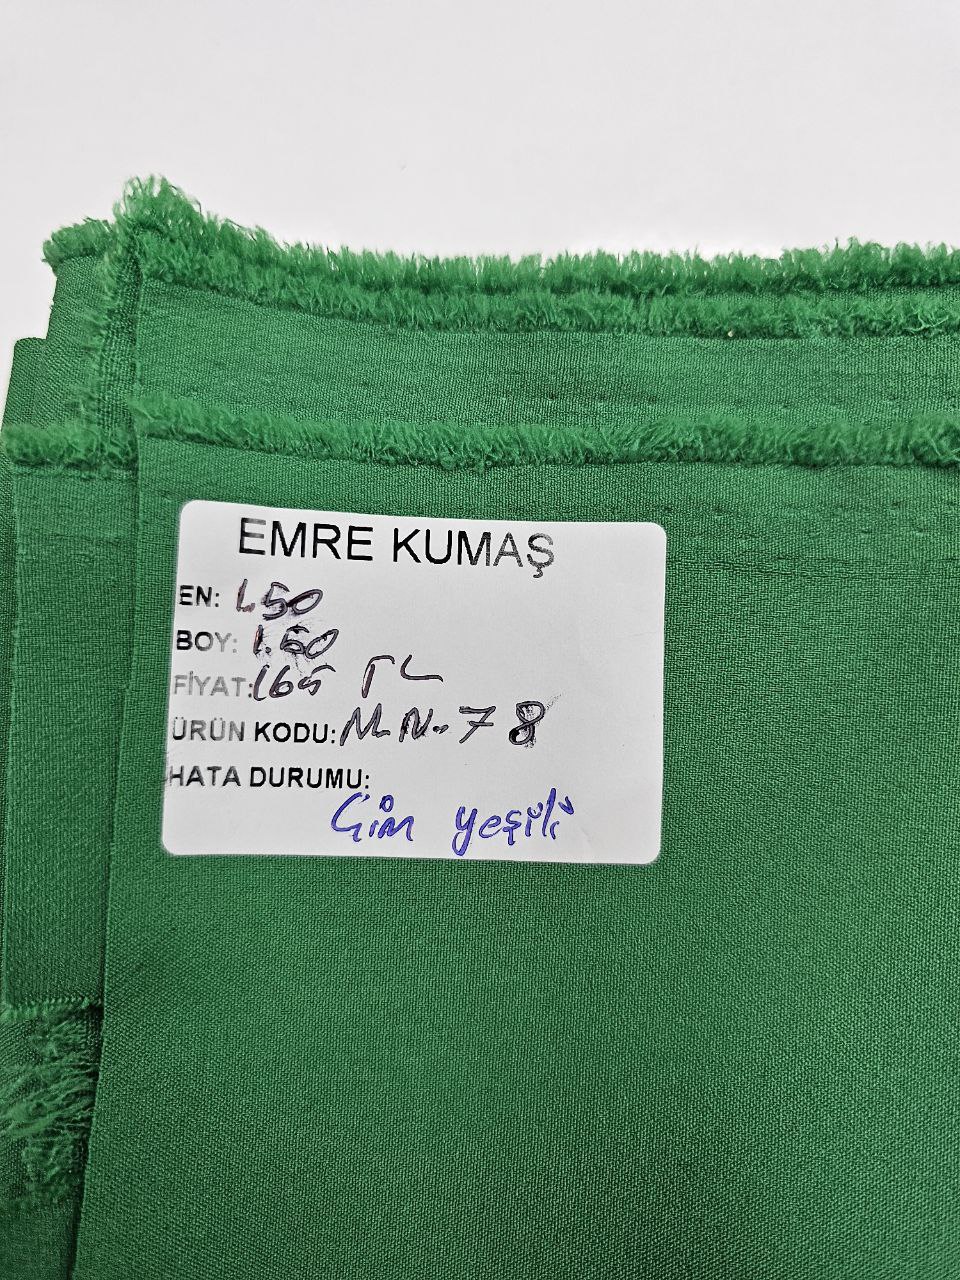 EMRE KUMAŞ
EN: 1.50
BOY: 1.60
FİYAT: 165 TL
ÜRÜN KODU: M.N.-78
HATA DURUMU:
Çim yeşili